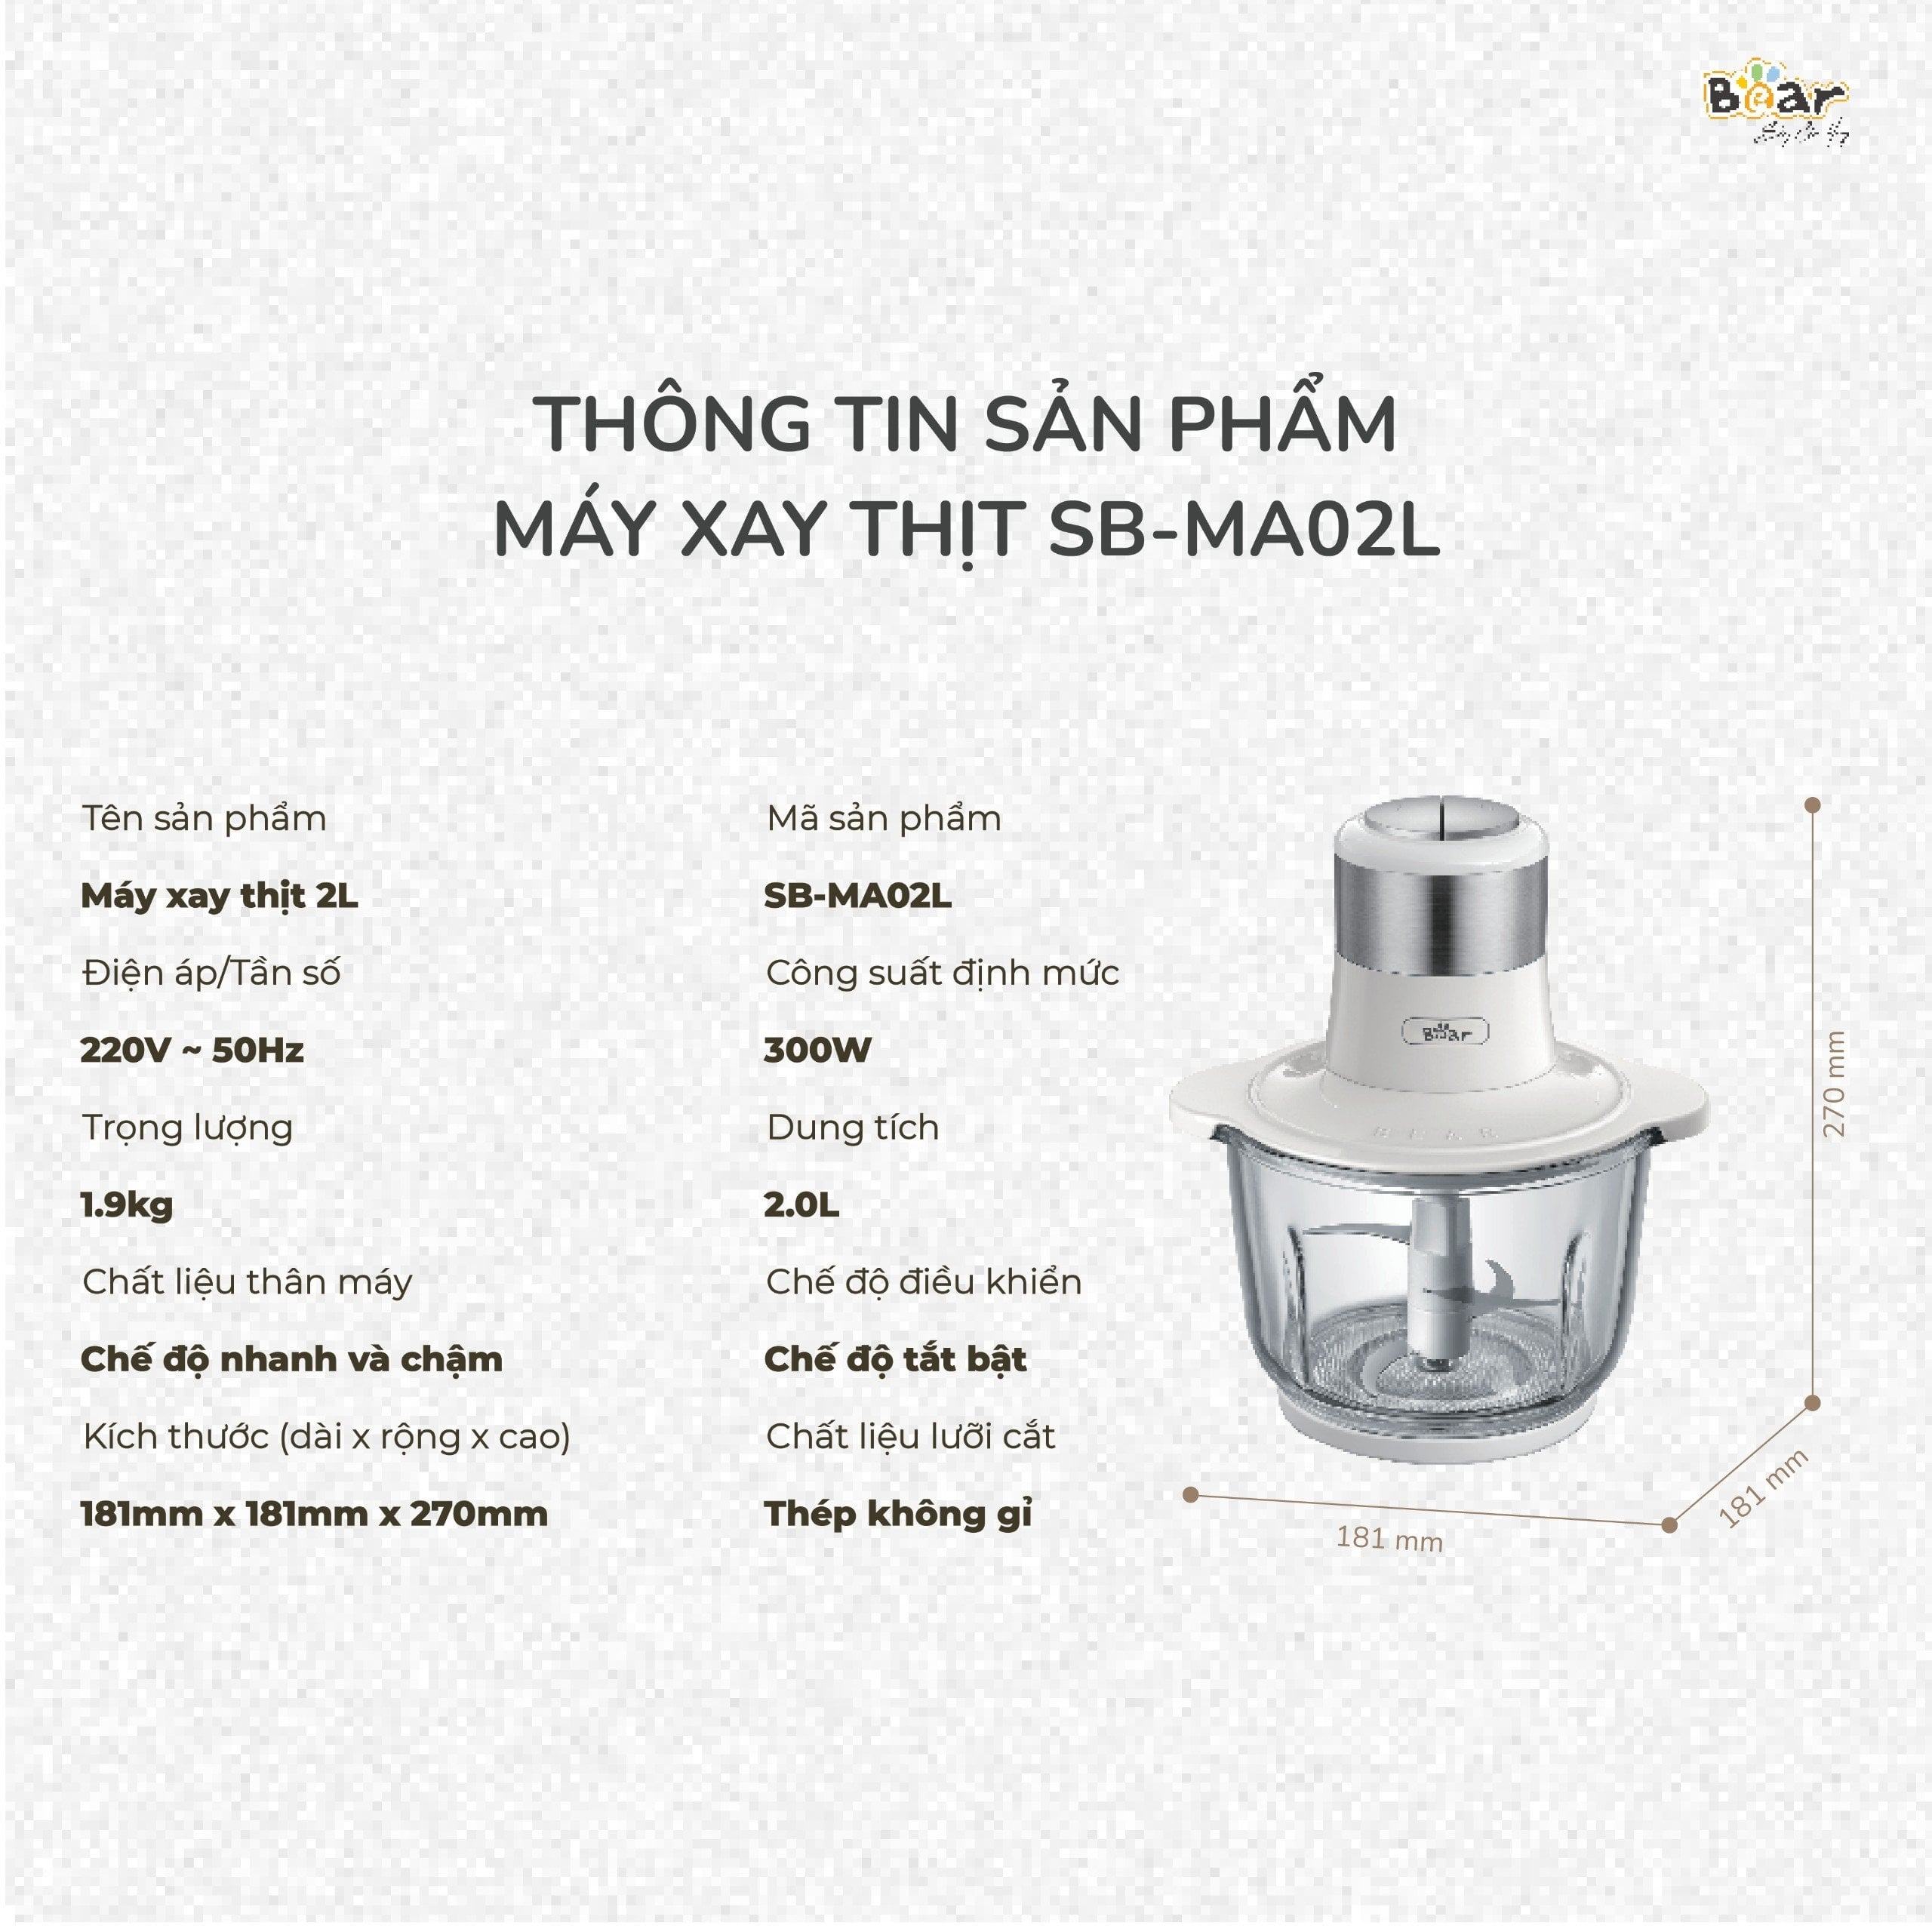 Bear
THÔNG TIN SẢN PHẨM
MÁY XAY THỊT SB-MA02L
Tên sản phẩm
Máy xay thịt 2L
Điện áp/Tần số
220V ~ 50Hz
Trọng lượng
1.9kg
Chất liệu thân máy
Chế độ nhanh và chậm
Kích thước (dài x rộng x cao)
181mm x 181mm x 270mm
Mã sản phẩm
SB-MA02L
Công suất định mức
300W
Dung tích
2.0L
Chế độ điều khiển
Chế độ tắt bật
Chất liệu lưỡi cắt
Thép không gỉ
Bear
BEAR
270 mm
181 mm
181 mm